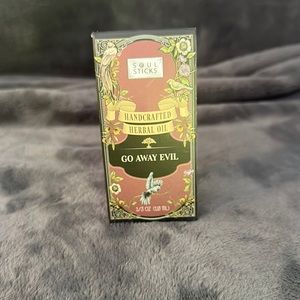 SOUL
STICKS
HANDCRAFTED
HERBAL OIL
GO AWAY EVIL